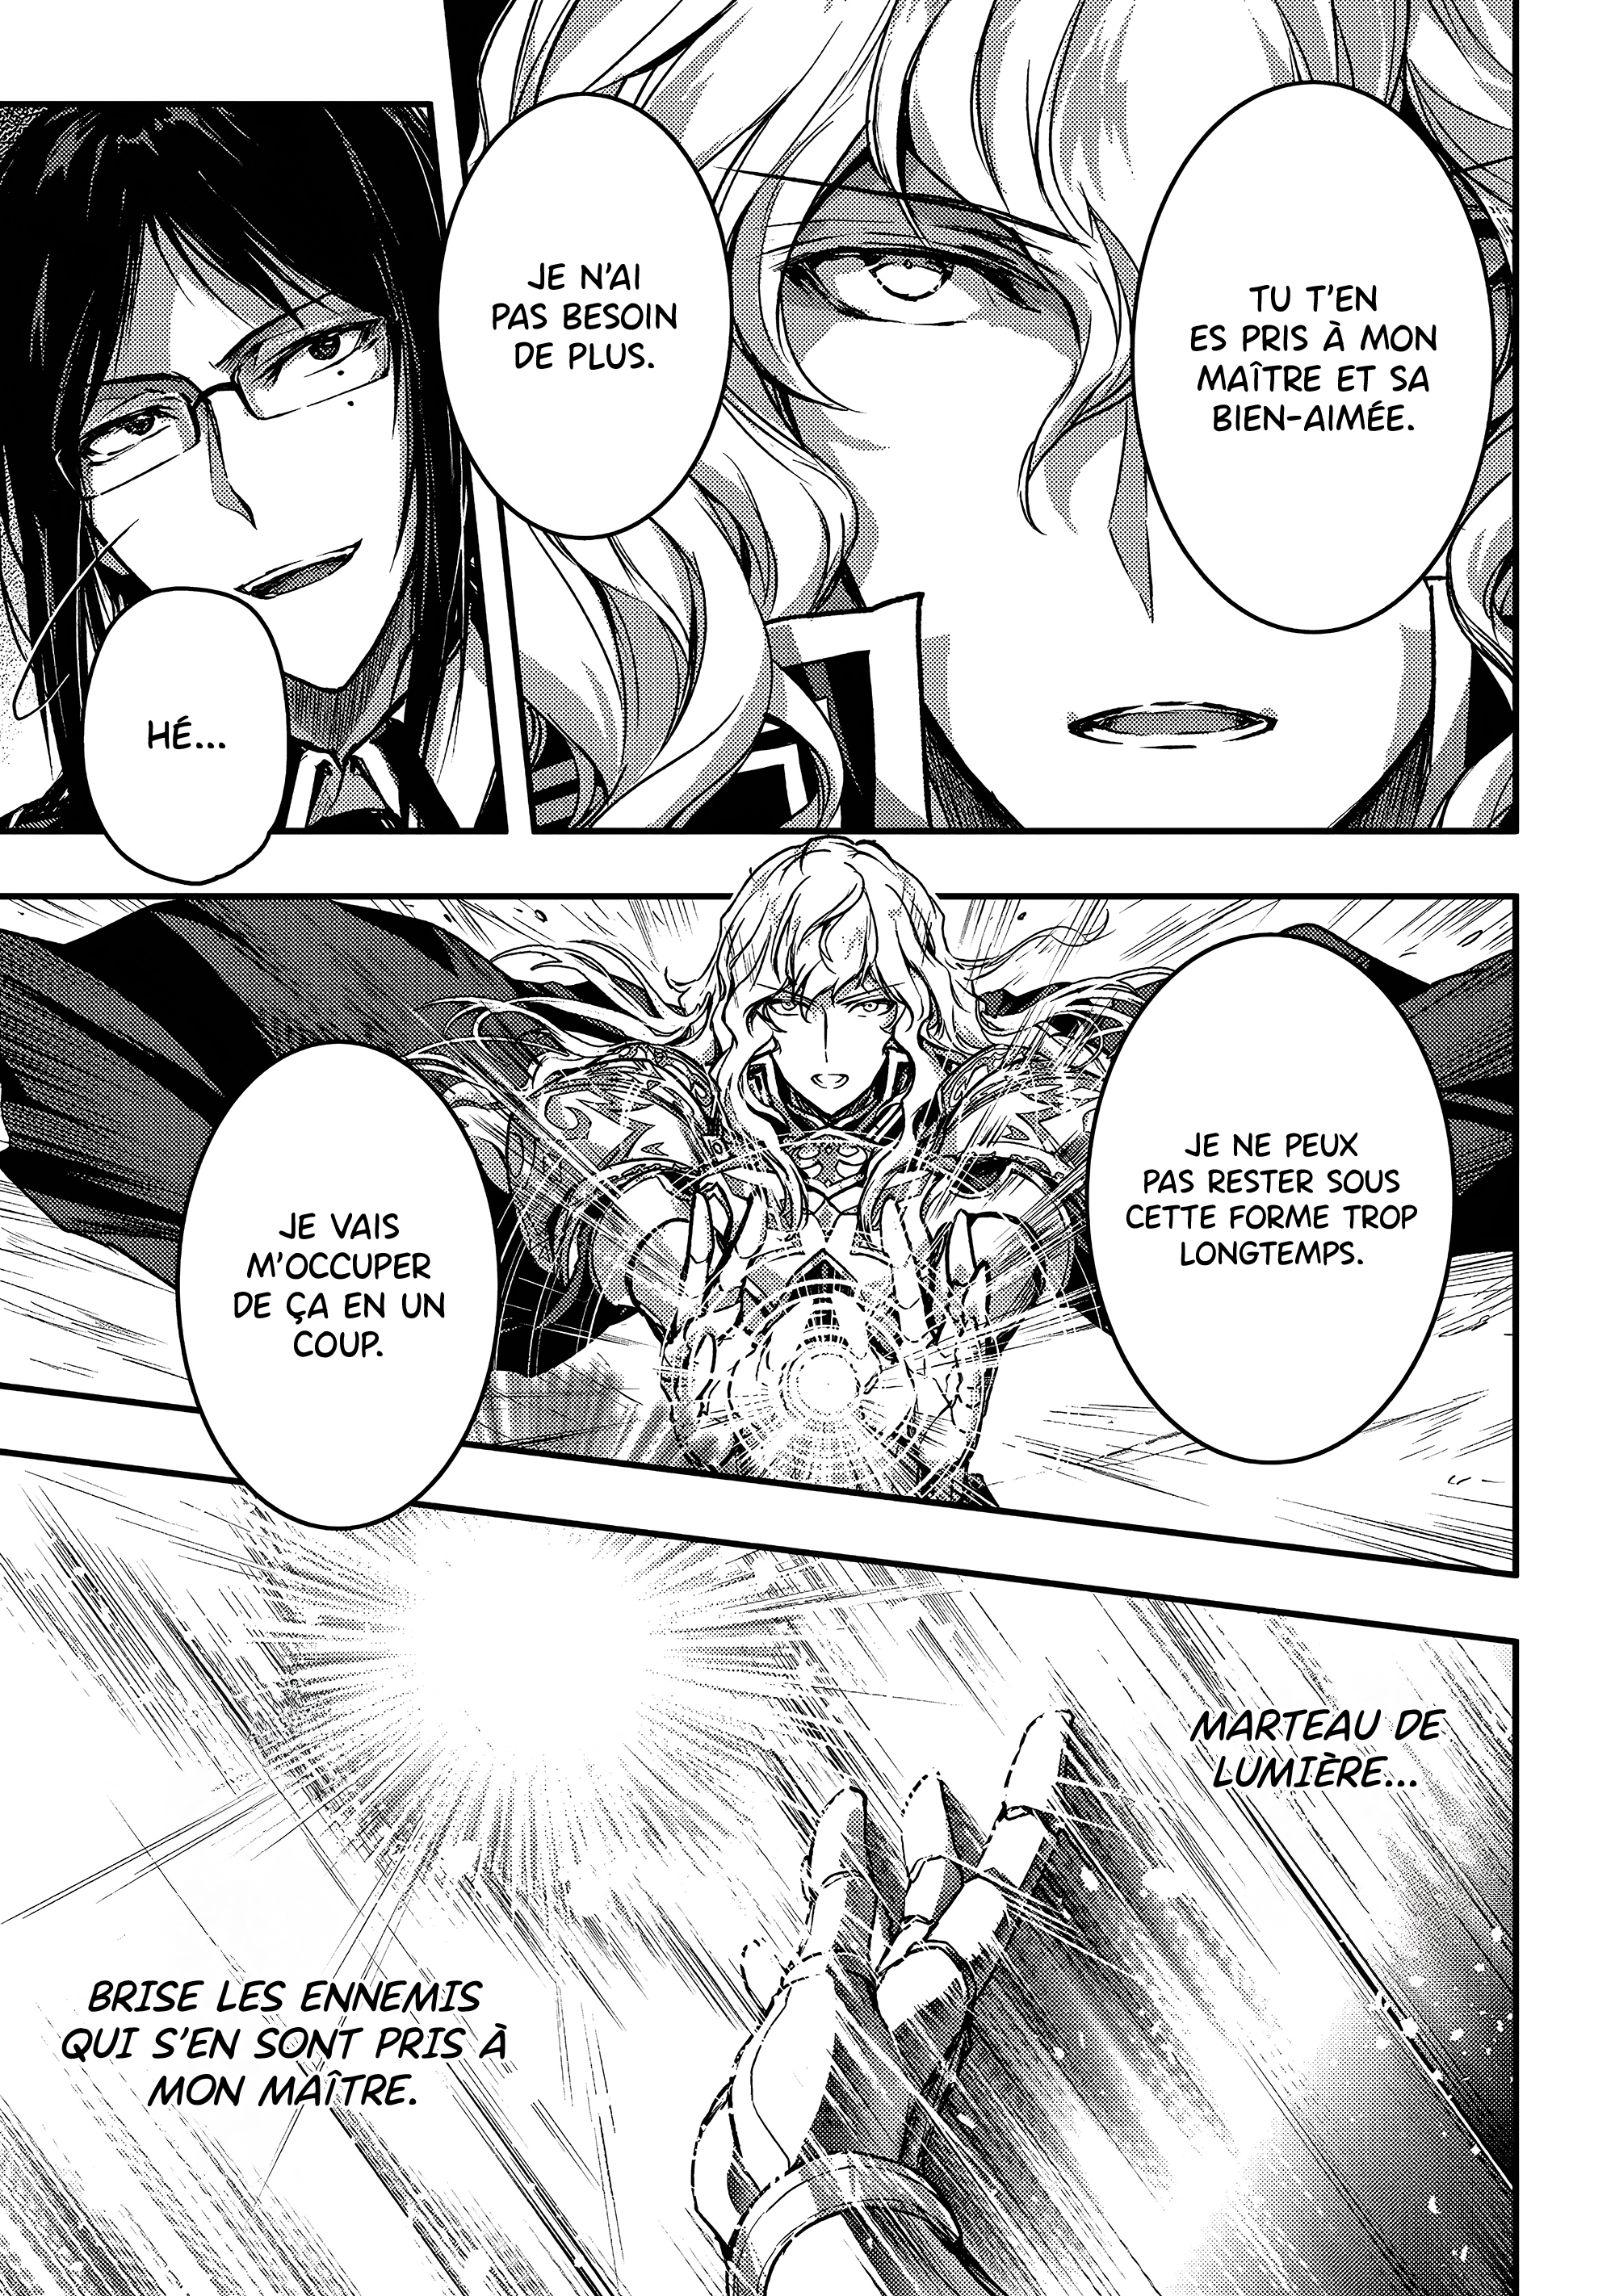 TU T'EN
ES PRIS À MON
MAÎTRE ET SA
BIEN-AIMÉE.
JE N'AI
PAS BESOIN
DE PLUS.
HÉ...
JE NE PEUX
PAS RESTER SOUS
CETTE FORME TROP
LONGTEMPS.
JE VAIS
M'OCCUPER
DE ÇA EN UN
COUP.
MARTEAU DE
LUMIÈRE...
BRISE LES ENNEMIS
QUI S'EN SONT PRIS À
MON MAÎTRE.